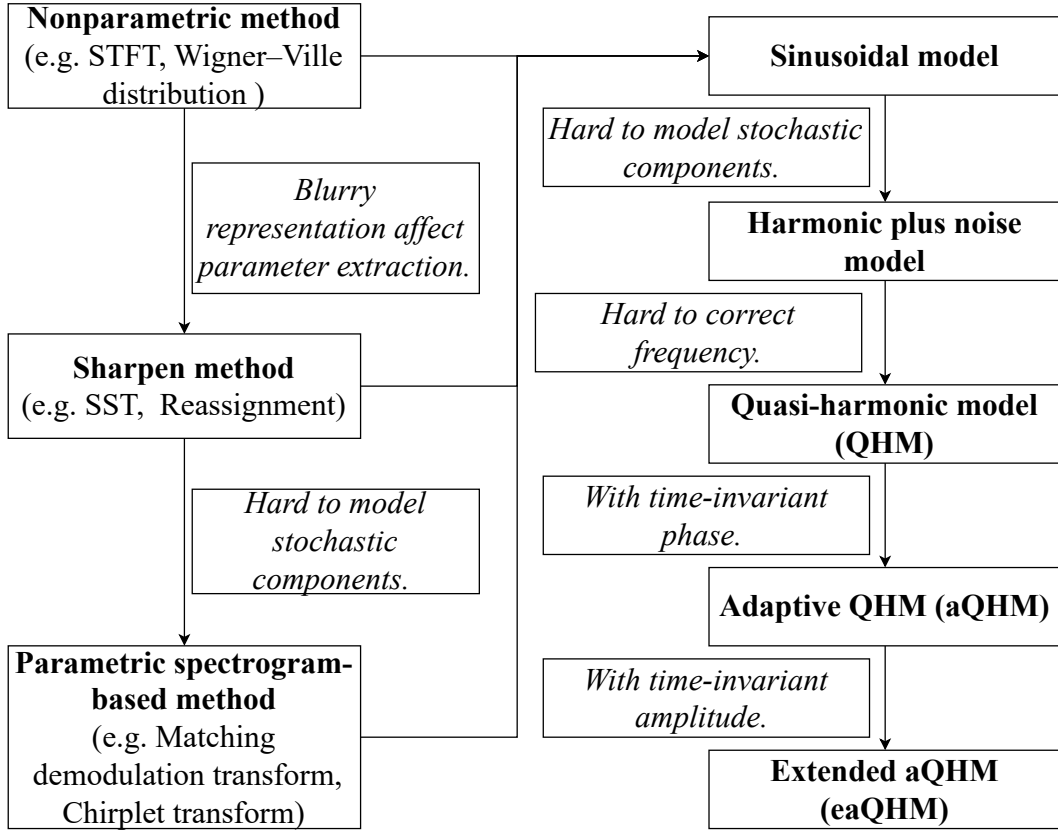 Nonparametric method
(e.g. STFT, Wigner–Ville
distribution )
Blurry
representation affect
parameter extraction.
Sharpen method
(e.g. SST,  Reassignment)
Hard to model
stochastic
components.
Parametric spectrogram-
based method
(e.g. Matching
demodulation transform,
Chirplet transform)
Sinusoidal model
Hard to model stochastic
components.
Harmonic plus noise
model
Hard to correct
frequency.
Quasi-harmonic model
(QHM)
With time-invariant
phase.
Adaptive QHM (aQHM)
With time-invariant
amplitude.
Extended aQHM
(eaQHM)